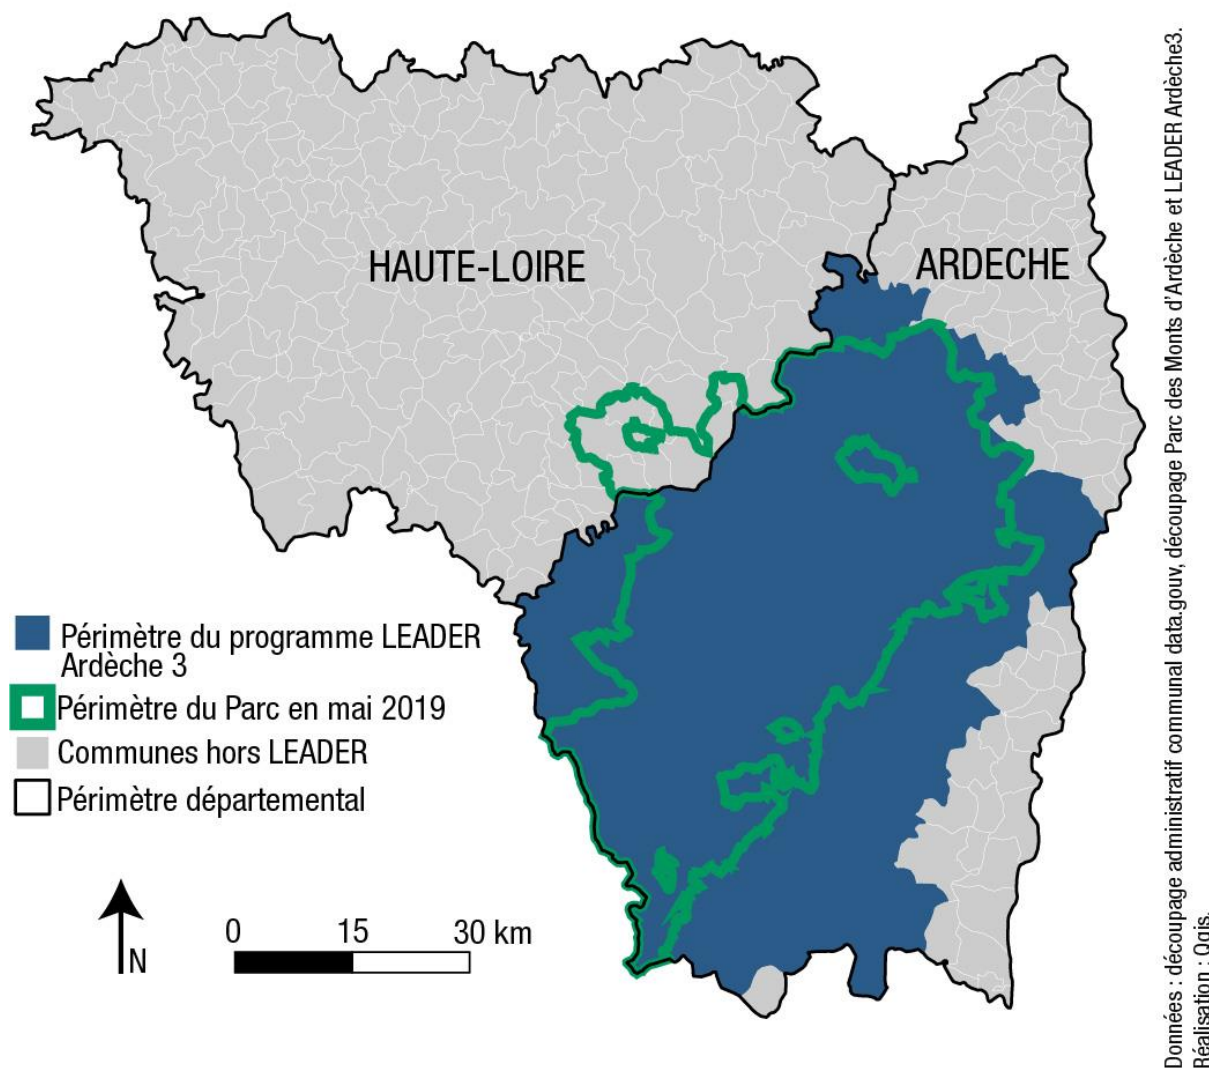 HAUTE-LOIRE
ARDECHE
Périmètre du programme LEADER
Ardèche 3
Périmètre du Parc en mai 2019
Communes hors LEADER
Périmètre départemental
N
0 15 30 km
Données : découpage administratif communal data.gouv, découpage Parc des Monts d'Ardèche et LEADER Ardèche3.
Réalisation : Qgis.